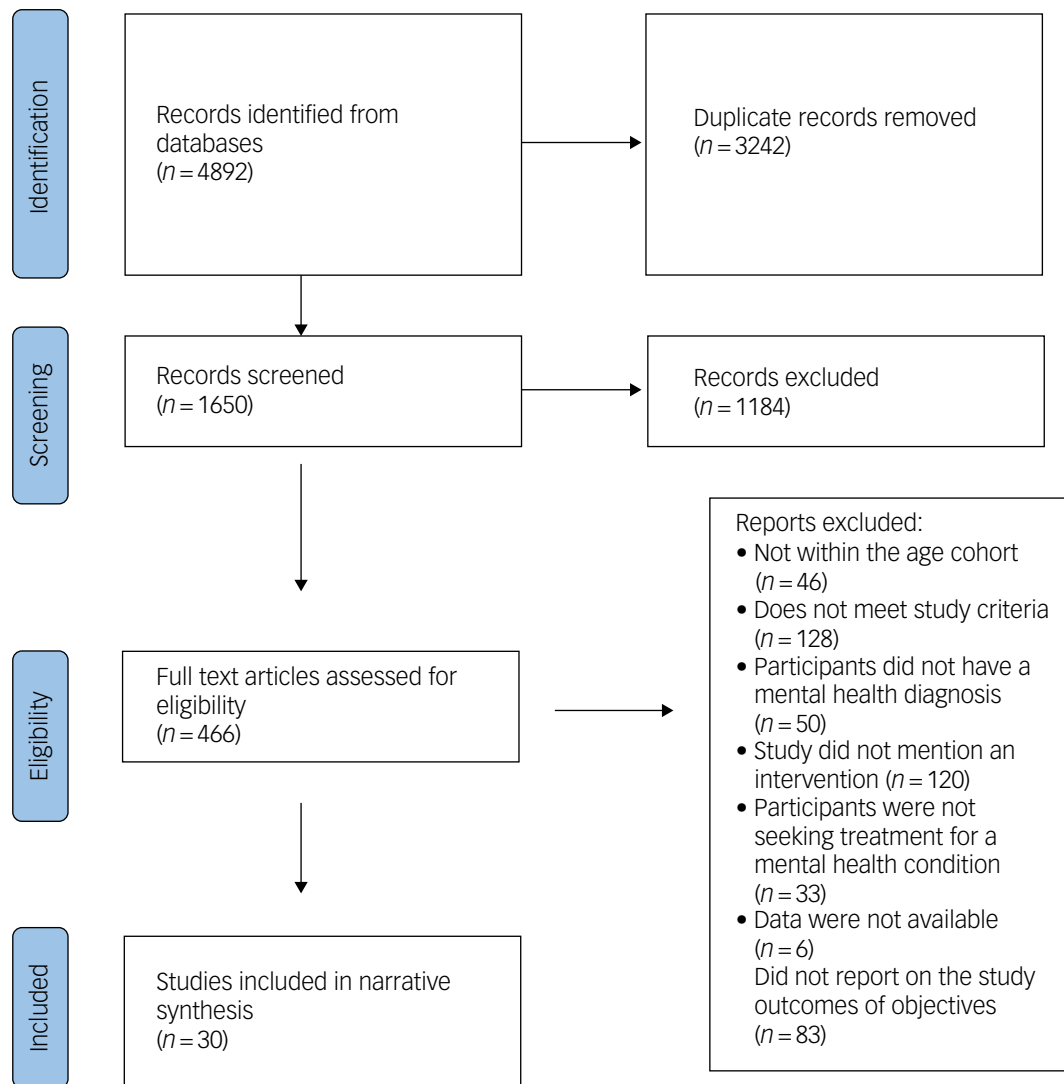 Identification
Records identified from
databases
(n = 4892)
Duplicate records removed
(n = 3242)
Screening
Records screened
(n = 1650)
Records excluded
(n = 1184)
Eligibility
Full text articles assessed for
eligibility
(n = 466)
Reports excluded:
• Not within the age cohort
(n = 46)
• Does not meet study criteria
(n = 128)
• Participants did not have a
mental health diagnosis
(n = 50)
• Study did not mention an
intervention (n = 120)
• Participants were not
seeking treatment for a
mental health condition
(n = 33)
• Data were not available
(n = 6)
Did not report on the study
outcomes of objectives
(n = 83)
Included
Studies included in narrative
synthesis
(n = 30)